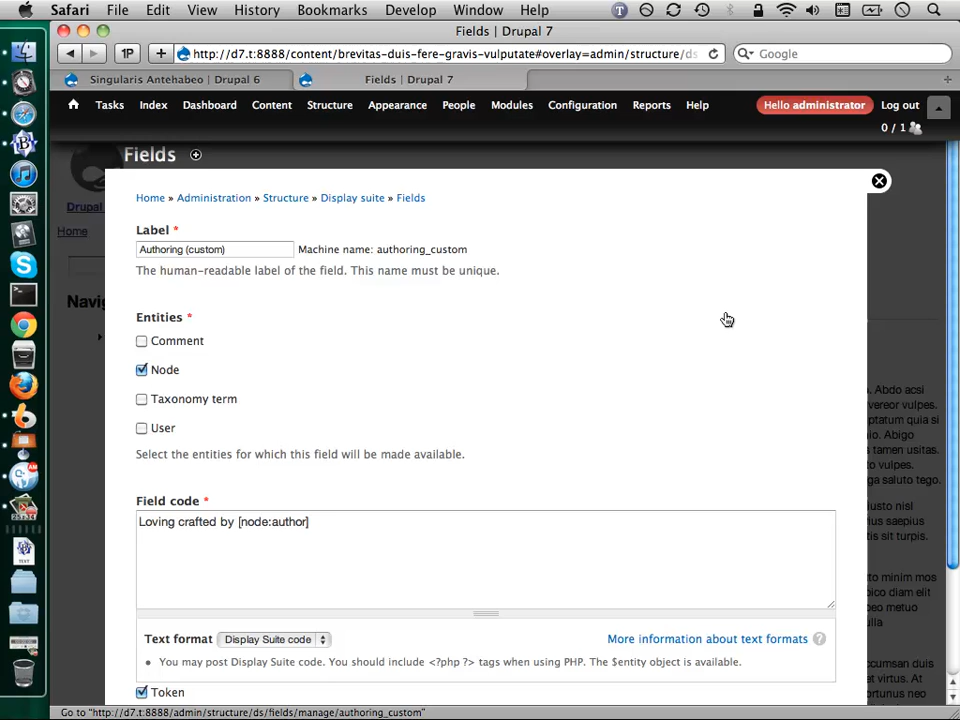 Safari File Edit View History Bookmarks Develop Window Help
Fields | Drupal 7
1P + http://d7.t:8888/content/brevitas-duis-fere-gravis-vulputate#overlay=admin/structure/ds Google
Singularis Antehabeo | Drupal 6 Fields | Drupal 7
Tasks Index Dashboard Content Structure Appearance People Modules Configuration Reports Help Hello administrator Log out
0 / 1
Fields
Home » Administration » Structure » Display suite » Fields
Drupal
Home
Label *
Authoring (custom) Machine name: authoring_custom
The human-readable label of the field. This name must be unique.
Entities *
Comment
Node
Taxonomy term
User
Select the entities for which this field will be made available.
Field code *
Loving crafted by [node:author]
Text format Display Suite code More information about text formats ?
You may post Display Suite code. You should include <?php ?> tags when using PHP. The $entity object is available.
Token
Go to "http://d7.t:8888/admin/structure/ds/fields/manage/authoring_custom"